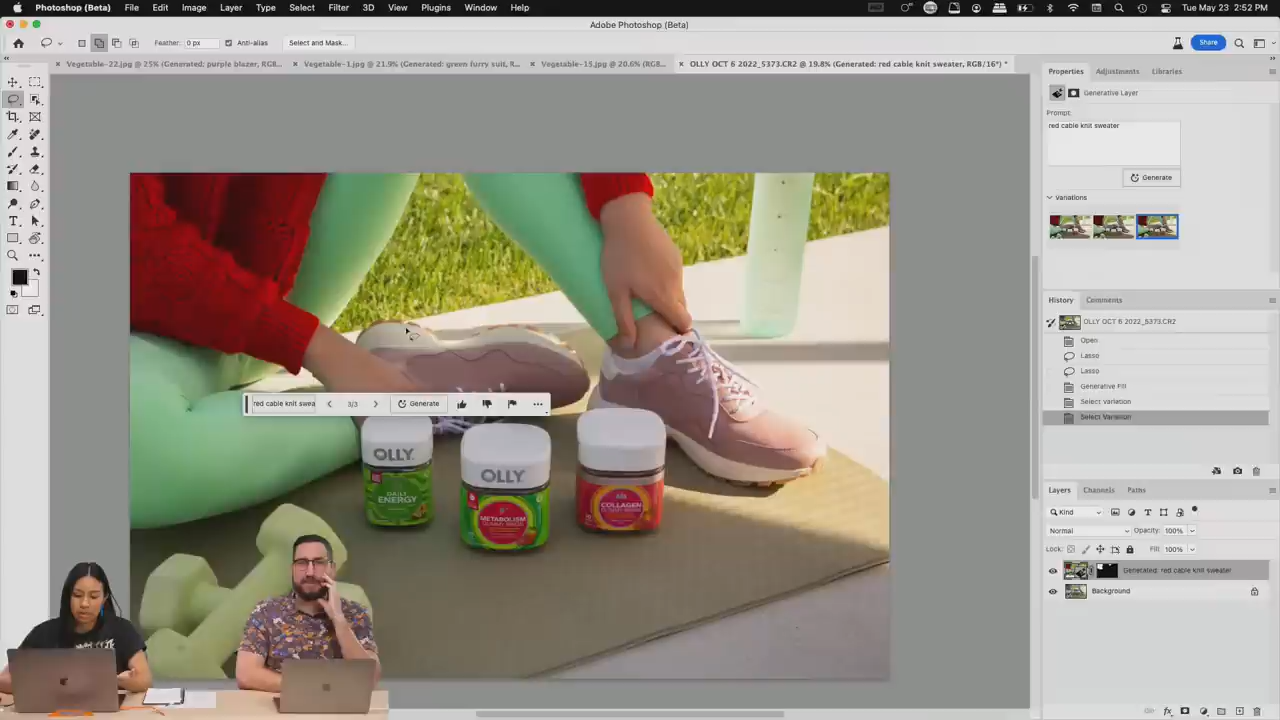 Photoshop (Beta) File Edit Image Layer Type Select Filter 3D View Plugins Window Help
Tue May 23 2:52 PM
Adobe Photoshop (Beta)
Feather: 0 px Anti-alias Select and Mask... Share
Vegetable-22.jpg @ 25% (Generated: purple blazer, RGB...
Vegetable-1.jpg @ 21.9% (Generated: green furry suit, R...
Vegetable-15.jpg @ 20.6% (RGB...
OLLY OCT 6 2022_5373.CR2 @ 19.8% (Generated: red cable knit sweater, RGB/16*) *
Properties Adjustments Libraries
Generative Layer
Prompt:
red cable knit sweater
Generate
Variations
History Comments
OLLY OCT 6 2022_5373.CR2
Open
Lasso
Lasso
Generative Fill
Select Variation
Select Variation
red cable knit swea 3/3 Generate
OLLY.
DAILY
ENERGY
OLLY.
METABOLISM
COLLAGEN
Layers Channels Paths
Kind
Normal Opacity: 100%
Lock: Fill: 100%
Generated: red cable knit sweater
Background
fx